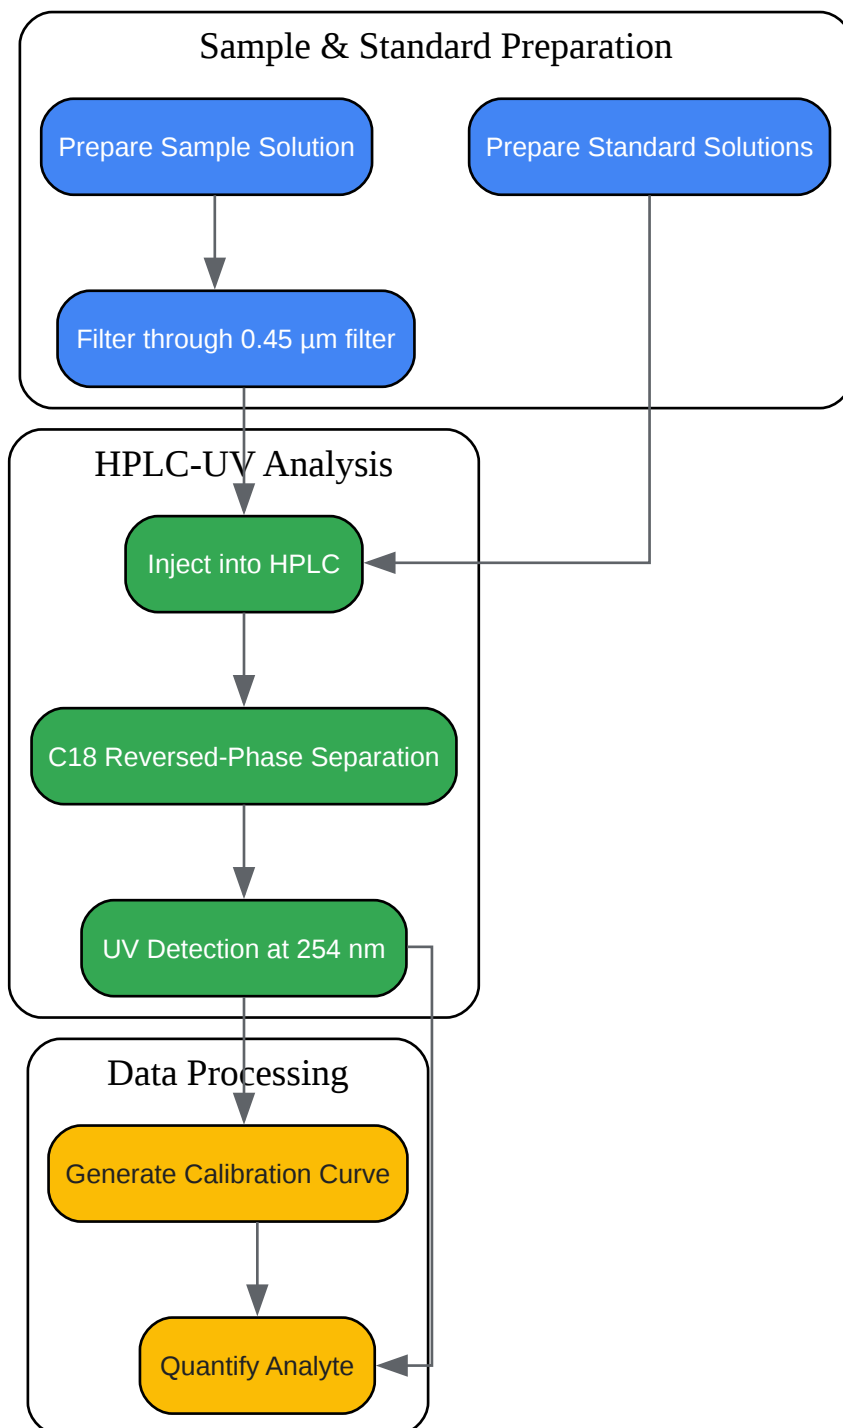 Sample & Standard Preparation
Prepare Sample Solution
Prepare Standard Solutions
Filter through 0.45 µm filter
HPLC-UV Analysis
Inject into HPLC
C18 Reversed-Phase Separation
UV Detection at 254 nm
Data Processing
Generate Calibration Curve
Quantify Analyte